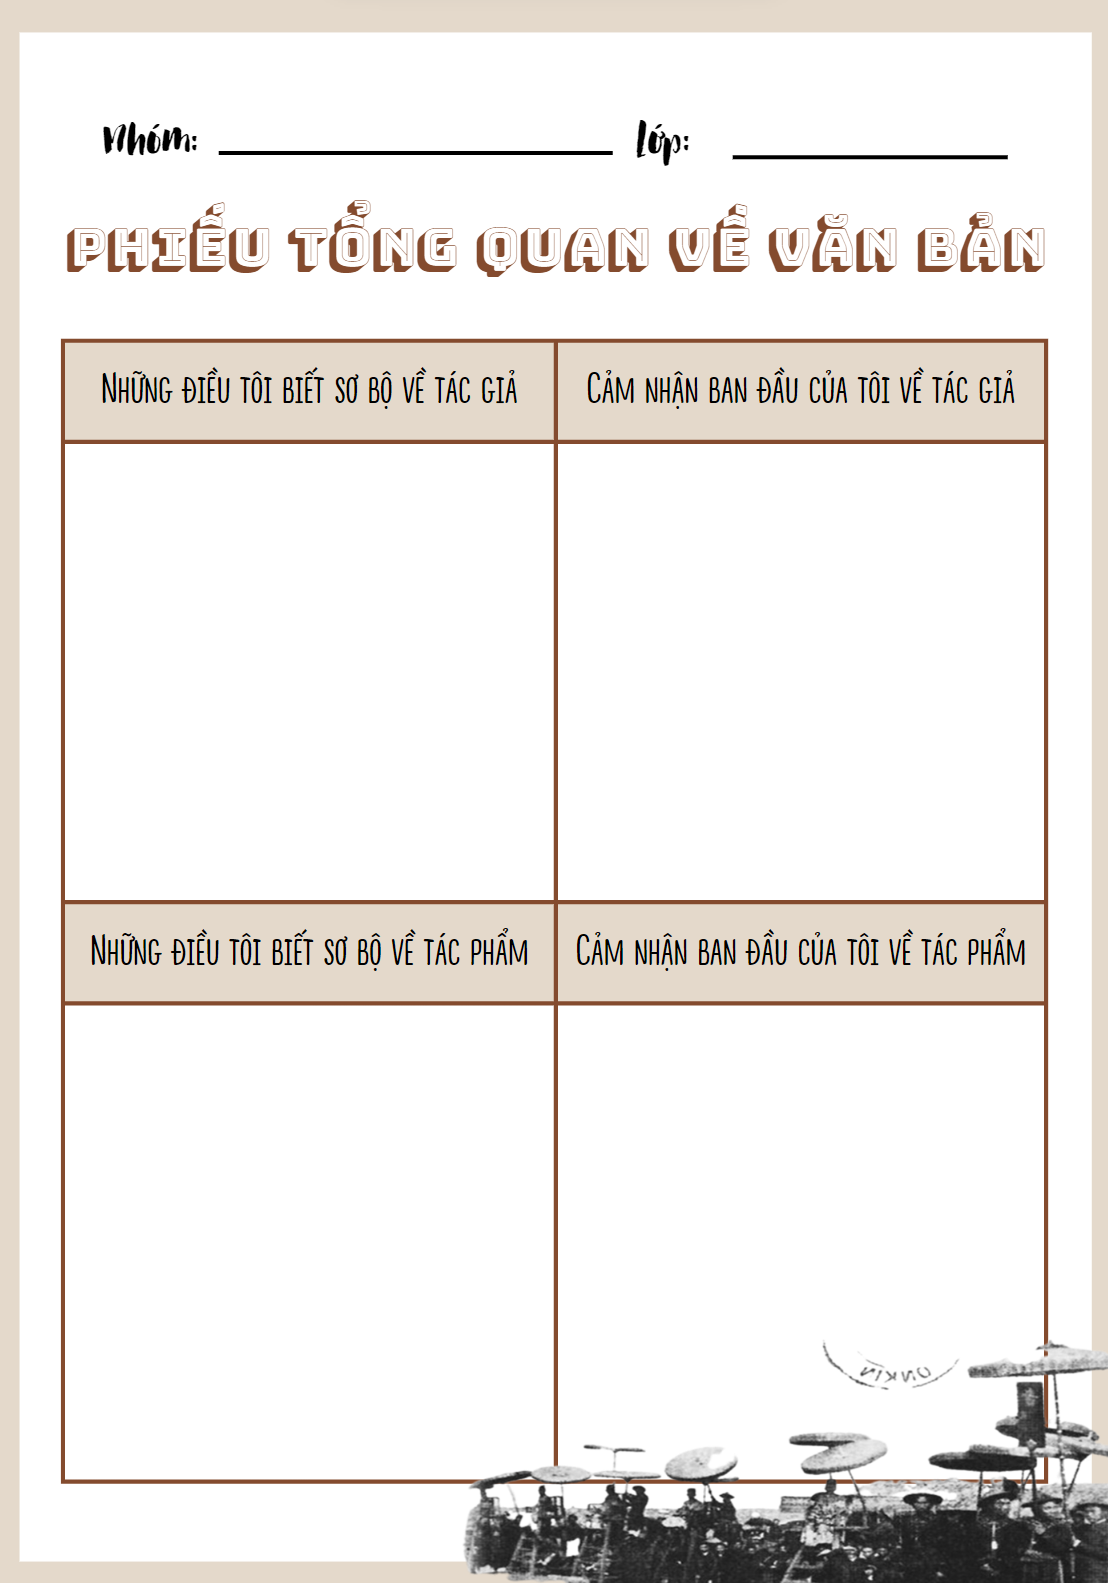 Nhóm: Lớp:
PHIẾU TỔNG QUAN VỀ VĂN BẢN
NHỮNG ĐIỀU TÔI BIẾT SƠ BỘ VỀ TÁC GIẢ
CẢM NHẬN BAN ĐẦU CỦA TÔI VỀ TÁC GIẢ
NHỮNG ĐIỀU TÔI BIẾT SƠ BỘ VỀ TÁC PHẨM
CẢM NHẬN BAN ĐẦU CỦA TÔI VỀ TÁC PHẨM